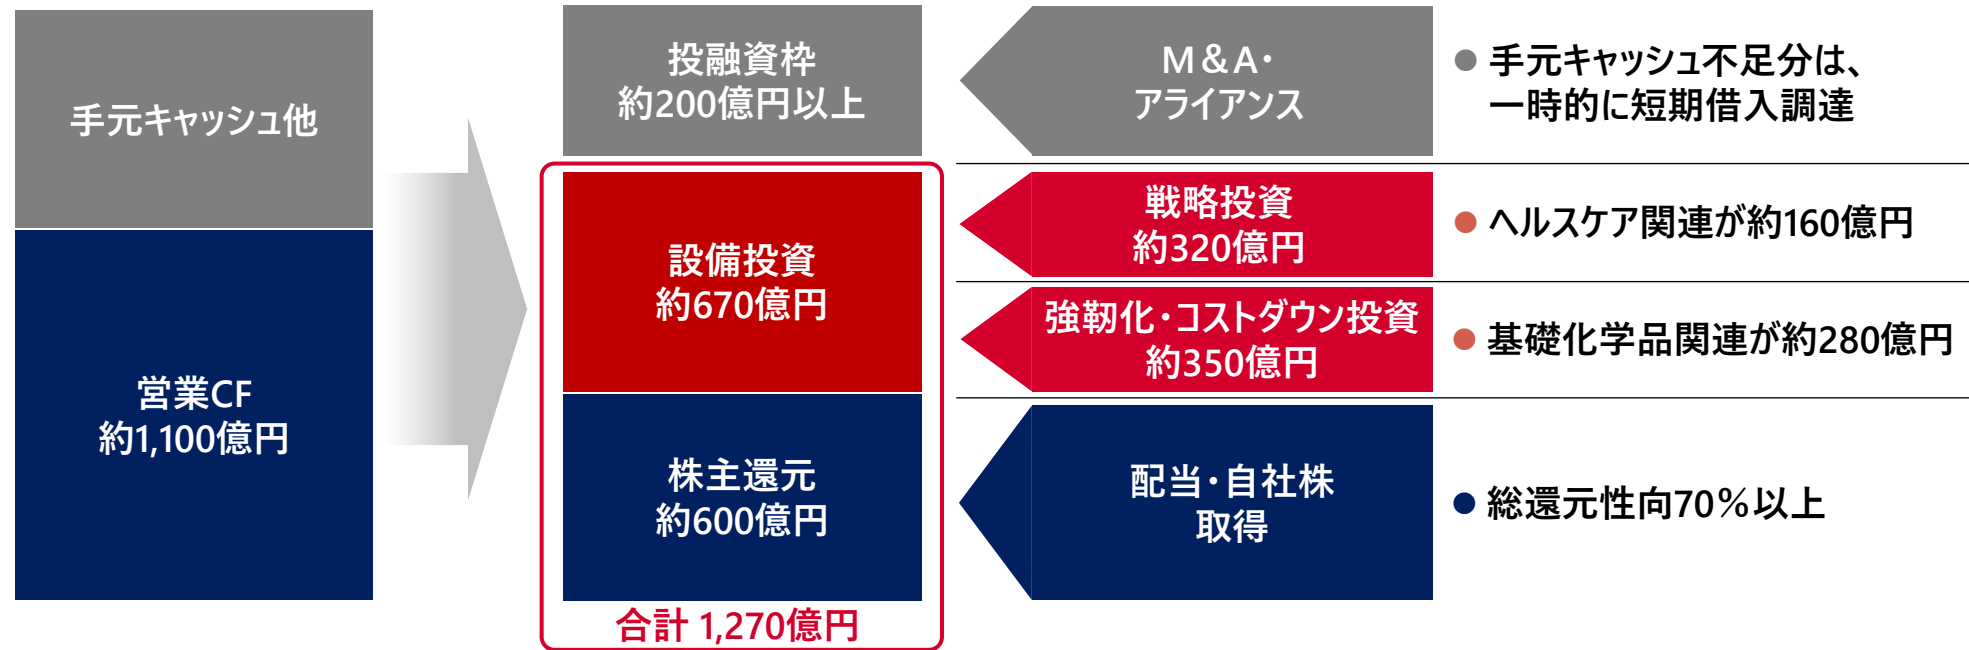 手元キャッシュ他
営業CF
約1,100億円
投融資枠
約200億円以上
設備投資
約670億円
株主還元
約600億円
合計 1,270億円
M&A・
アライアンス
● 手元キャッシュ不足分は、
一時的に短期借入調達
戦略投資
約320億円
● ヘルスケア関連が約160億円
強靭化・コストダウン投資
約350億円
● 基礎化学品関連が約280億円
配当・自社株
取得
● 総還元性向70%以上